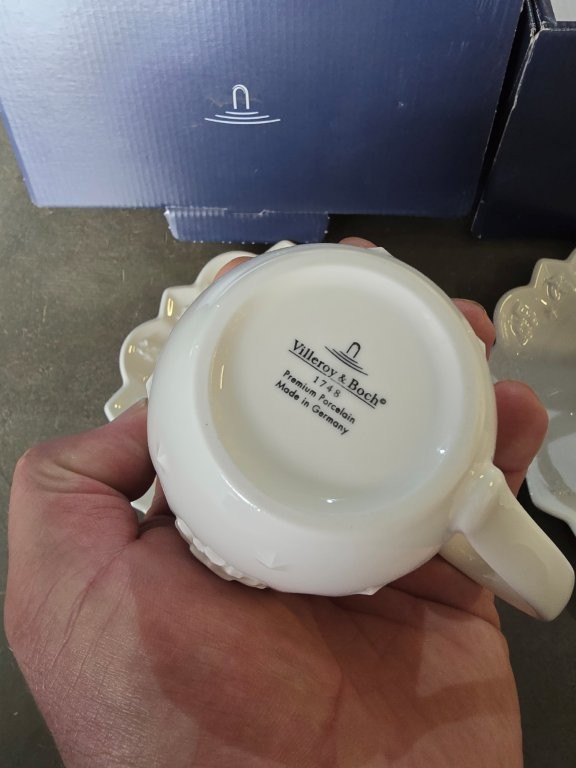 Villeroy & Boch©
1748
Premium Porcelain
Made in Germany